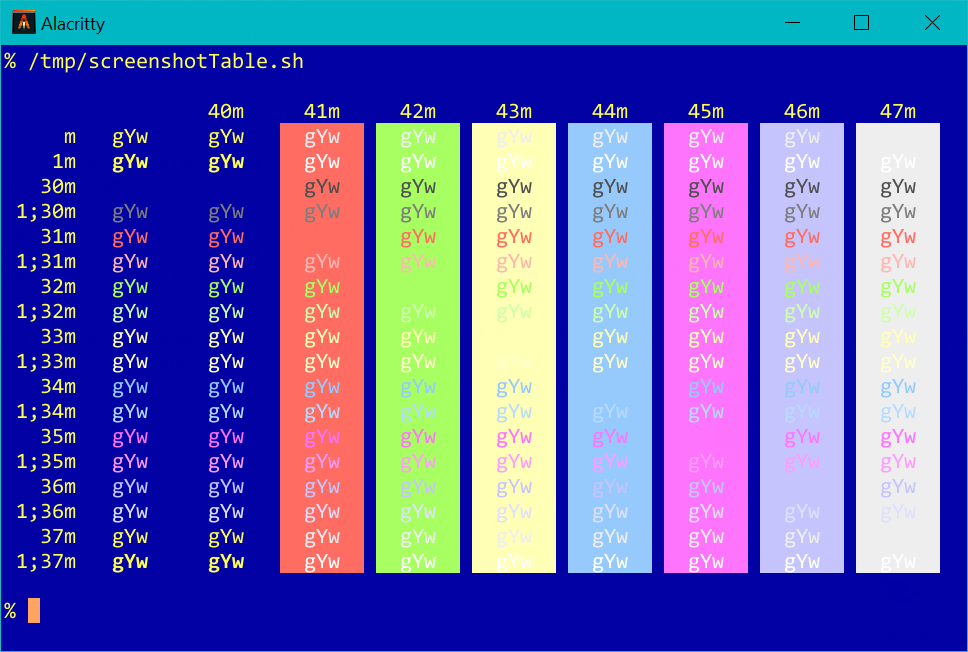 Alacritty
% /tmp/screenshotTable.sh
40m 41m 42m 43m 44m 45m 46m 47m
m gYw gYw gYw gYw gYw gYw gYw gYw
1m gYw gYw gYw gYw gYw gYw gYw gYw gYw
30m gYw gYw gYw gYw gYw gYw gYw
1;30m gYw gYw gYw gYw gYw gYw gYw gYw gYw
31m gYw gYw gYw gYw gYw gYw gYw gYw
1;31m gYw gYw gYw gYw gYw gYw gYw gYw gYw
32m gYw gYw gYw gYw gYw gYw gYw gYw
1;32m gYw gYw gYw gYw gYw gYw gYw gYw gYw
33m gYw gYw gYw gYw gYw gYw gYw gYw
1;33m gYw gYw gYw gYw gYw gYw gYw gYw gYw
34m gYw gYw gYw gYw gYw gYw gYw gYw
1;34m gYw gYw gYw gYw gYw gYw gYw gYw gYw
35m gYw gYw gYw gYw gYw gYw gYw gYw
1;35m gYw gYw gYw gYw gYw gYw gYw gYw gYw
36m gYw gYw gYw gYw gYw gYw gYw gYw
1;36m gYw gYw gYw gYw gYw gYw gYw gYw gYw
37m gYw gYw gYw gYw gYw gYw gYw gYw
1;37m gYw gYw gYw gYw gYw gYw gYw gYw gYw
%